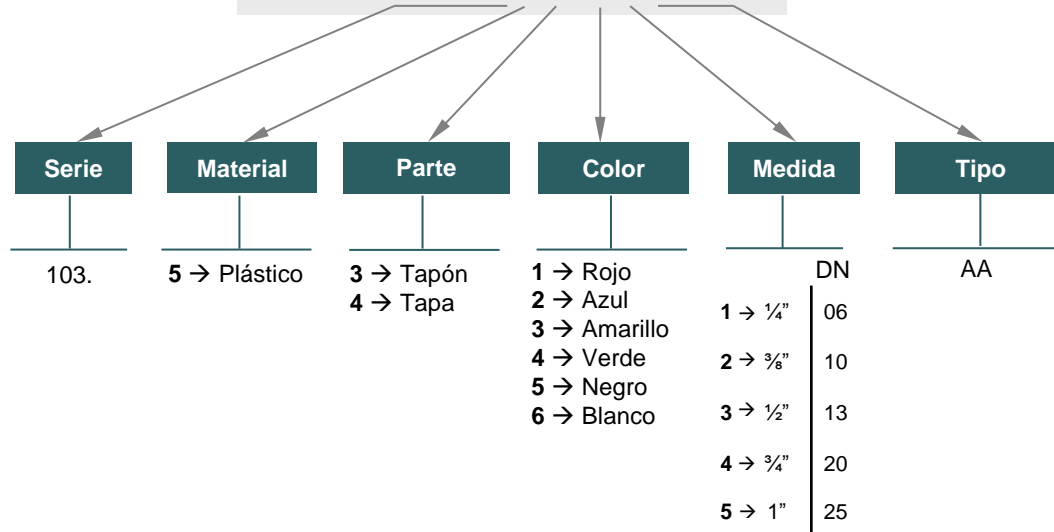 Serie Material Parte Color Medida Tipo
103.
5 → Plástico
3 → Tapón
4 → Tapa
1 → Rojo
2 → Azul
3 → Amarillo
4 → Verde
5 → Negro
6 → Blanco
DN
1 → ¼” 06
2 → ⅜” 10
3 → ½” 13
4 → ¾” 20
5 → 1” 25
AA